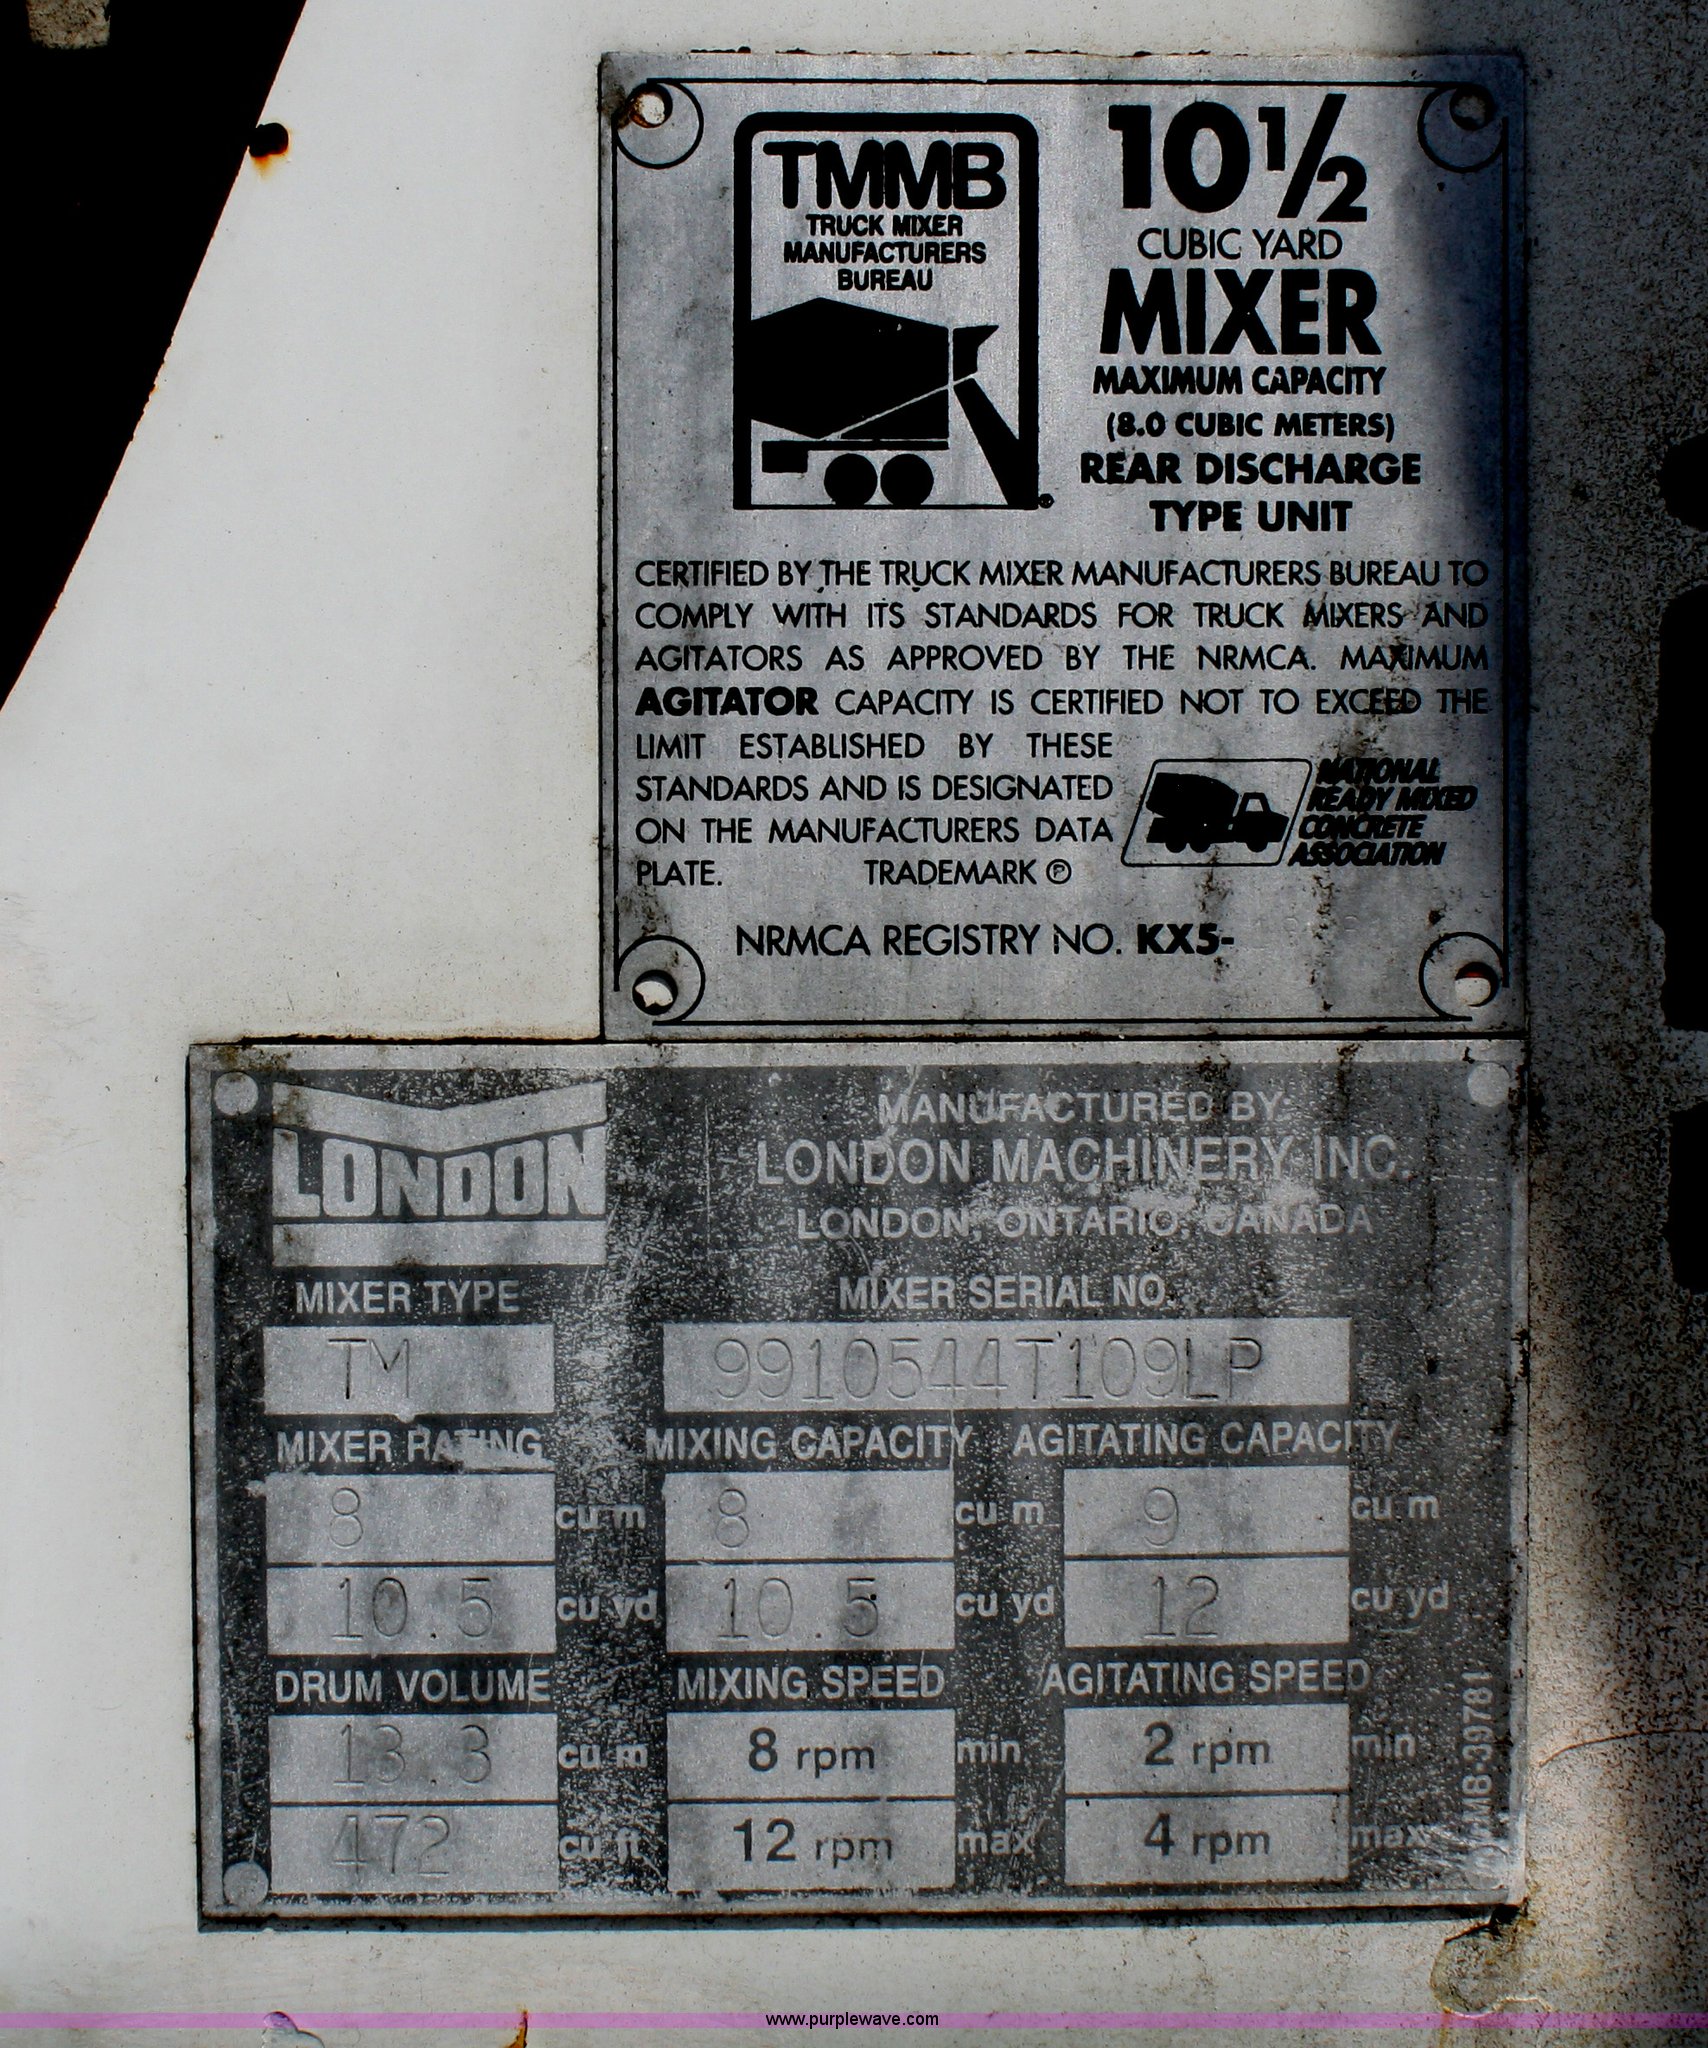 TMMB
TRUCK MIXER
MANUFACTURERS
BUREAU
®
10 1/2
CUBIC YARD
MIXER
MAXIMUM CAPACITY
(8.0 CUBIC METERS)
REAR DISCHARGE
TYPE UNIT
CERTIFIED BY THE TRUCK MIXER MANUFACTURERS BUREAU TO
COMPLY WITH ITS STANDARDS FOR TRUCK MIXERS AND
AGITATORS AS APPROVED BY THE NRMCA. MAXIMUM
AGITATOR CAPACITY IS CERTIFIED NOT TO EXCEED THE
LIMIT ESTABLISHED BY THESE
STANDARDS AND IS DESIGNATED
ON THE MANUFACTURERS DATA
PLATE. TRADEMARK ℗
NATIONAL
READY MIXED
CONCRETE
ASSOCIATION
NRMCA REGISTRY NO. KX5-
LONDON
MANUFACTURED BY
LONDON MACHINERY INC.
LONDON, ONTARIO, CANADA
MIXER TYPE MIXER SERIAL NO.
TM 9910544T109LP
MIXER RATING MIXING CAPACITY AGITATING CAPACITY
8 cu m 8 cu m 9 cu m
10.5 cu yd 10.5 cu yd 12 cu yd
DRUM VOLUME MIXING SPEED AGITATING SPEED
13.3 cu m 8 rpm min 2 rpm min
472 cu ft 12 rpm max 4 rpm max
www.purplewave.com